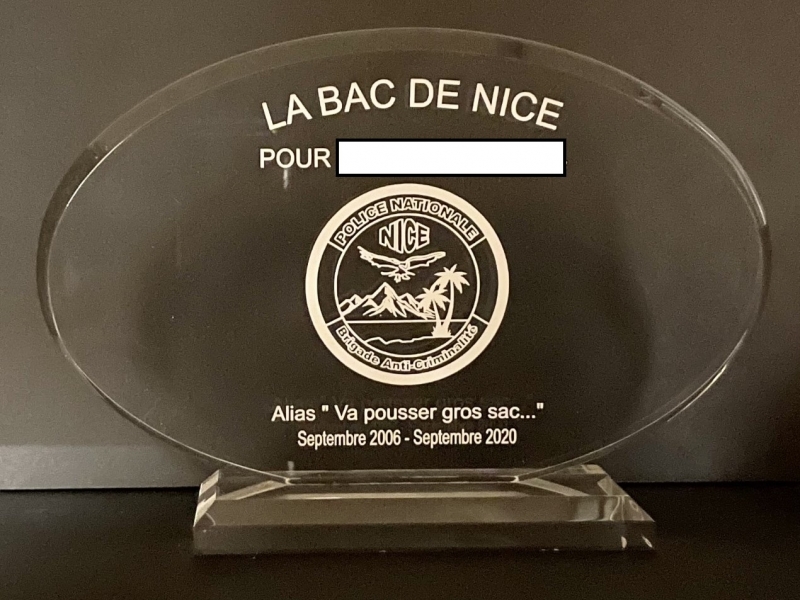 LA BAC DE NICE
POUR
POLICE NATIONALE
NICE
Brigade Anti-Criminalité
Alias " Va pousser gros sac..."
Septembre 2006 - Septembre 2020